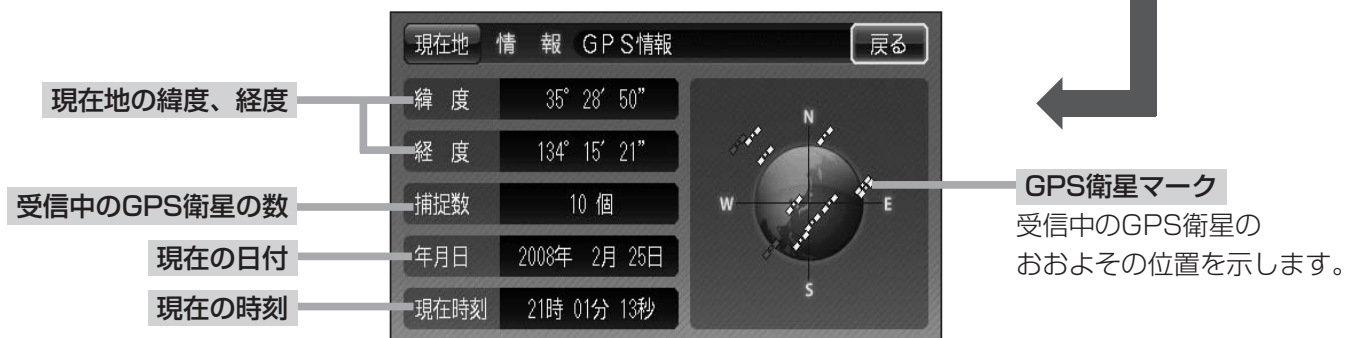 現在地 情 報 GPS情報 戻る
現在地の緯度、経度
緯 度 35° 28′ 50”
経 度 134° 15′ 21”
受信中のGPS衛星の数
捕捉数 10 個
現在の日付
年月日 2008年 2月 25日
現在の時刻
現在時刻 21時 01分 13秒
N
W
E
S
GPS衛星マーク
受信中のGPS衛星の
おおよその位置を示します。